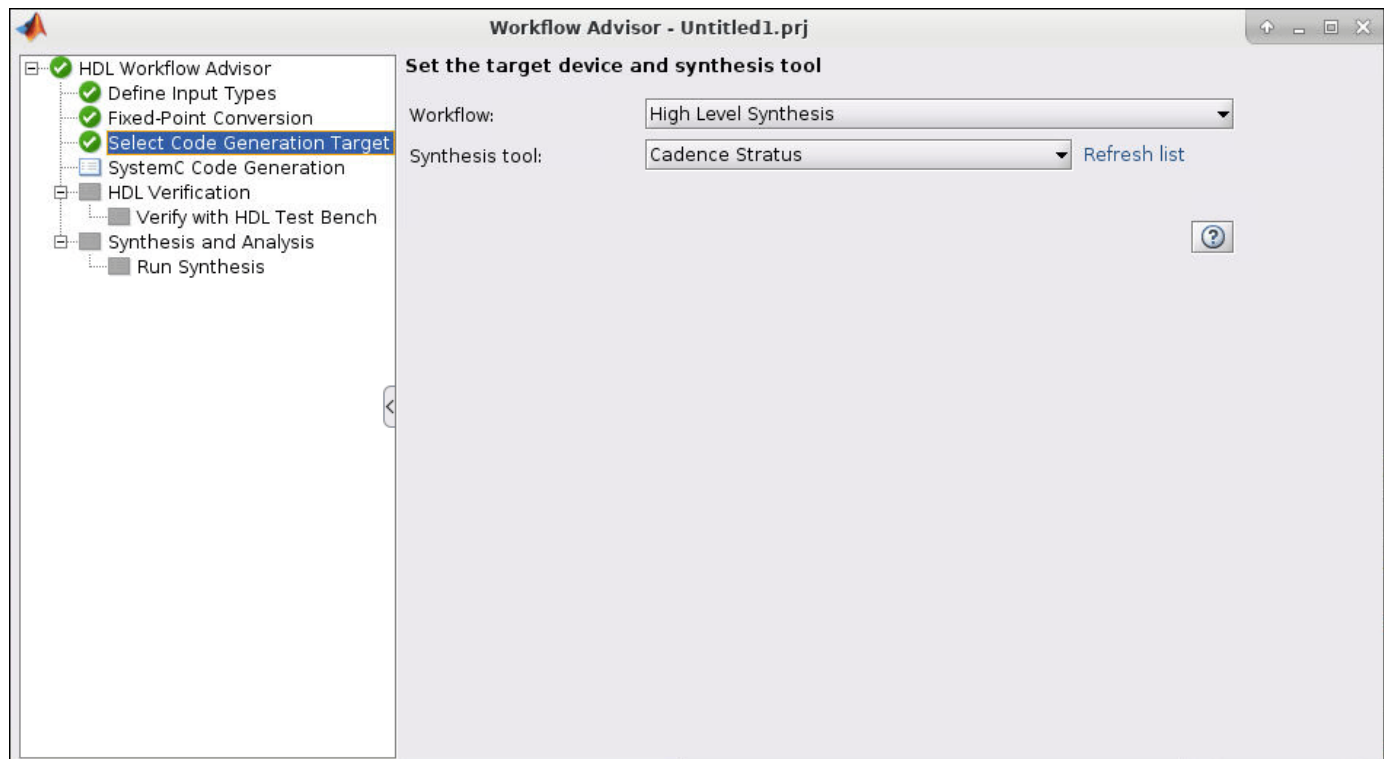 Workflow Advisor - Untitled1.prj
HDL Workflow Advisor
Define Input Types
Fixed-Point Conversion
Select Code Generation Target
SystemC Code Generation
HDL Verification
Verify with HDL Test Bench
Synthesis and Analysis
Run Synthesis
Set the target device and synthesis tool
Workflow: High Level Synthesis
Synthesis tool: Cadence Stratus Refresh list
?